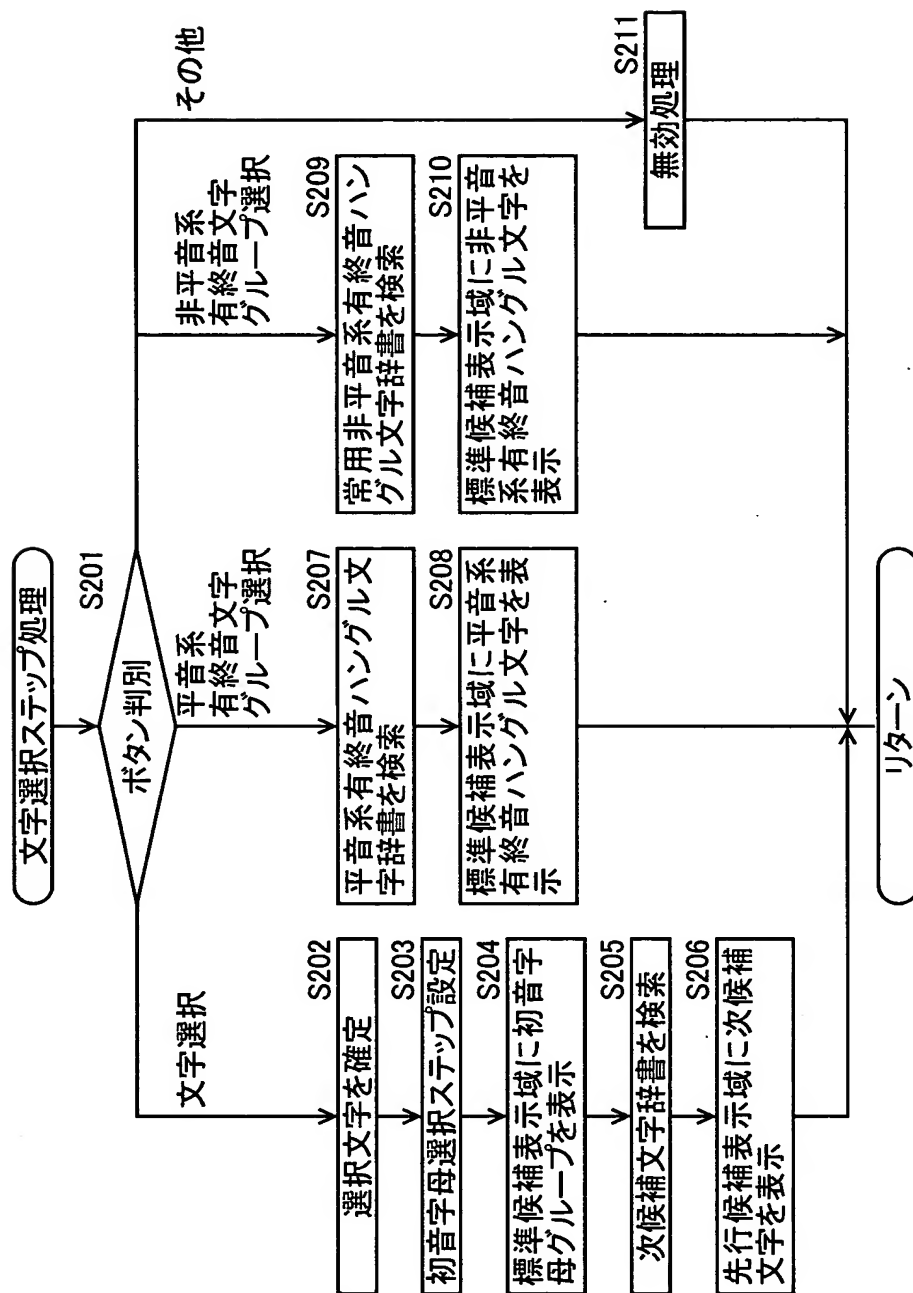 文字選択ステップ処理
S201
ボタン判別
文字選択
平音系
有終音文字
グループ選択
非平音系
有終音文字
グループ選択
その他
S202
選択文字を確定
S203
初音字母選択ステップ設定
S204
標準候補表示域に初音字
母グループを表示
S205
次候補文字辞書を検索
S206
先行候補表示域に次候補
文字を表示
S207
平音系有終音ハングル文
字辞書を検索
S208
標準候補表示域に平音系
有終音ハングル文字を表
示
S209
常用非平音系有終音ハン
グル文字辞書を検索
S210
標準候補表示域に非平音
系有終音ハングル文字を
表示
S211
無効処理
リターン